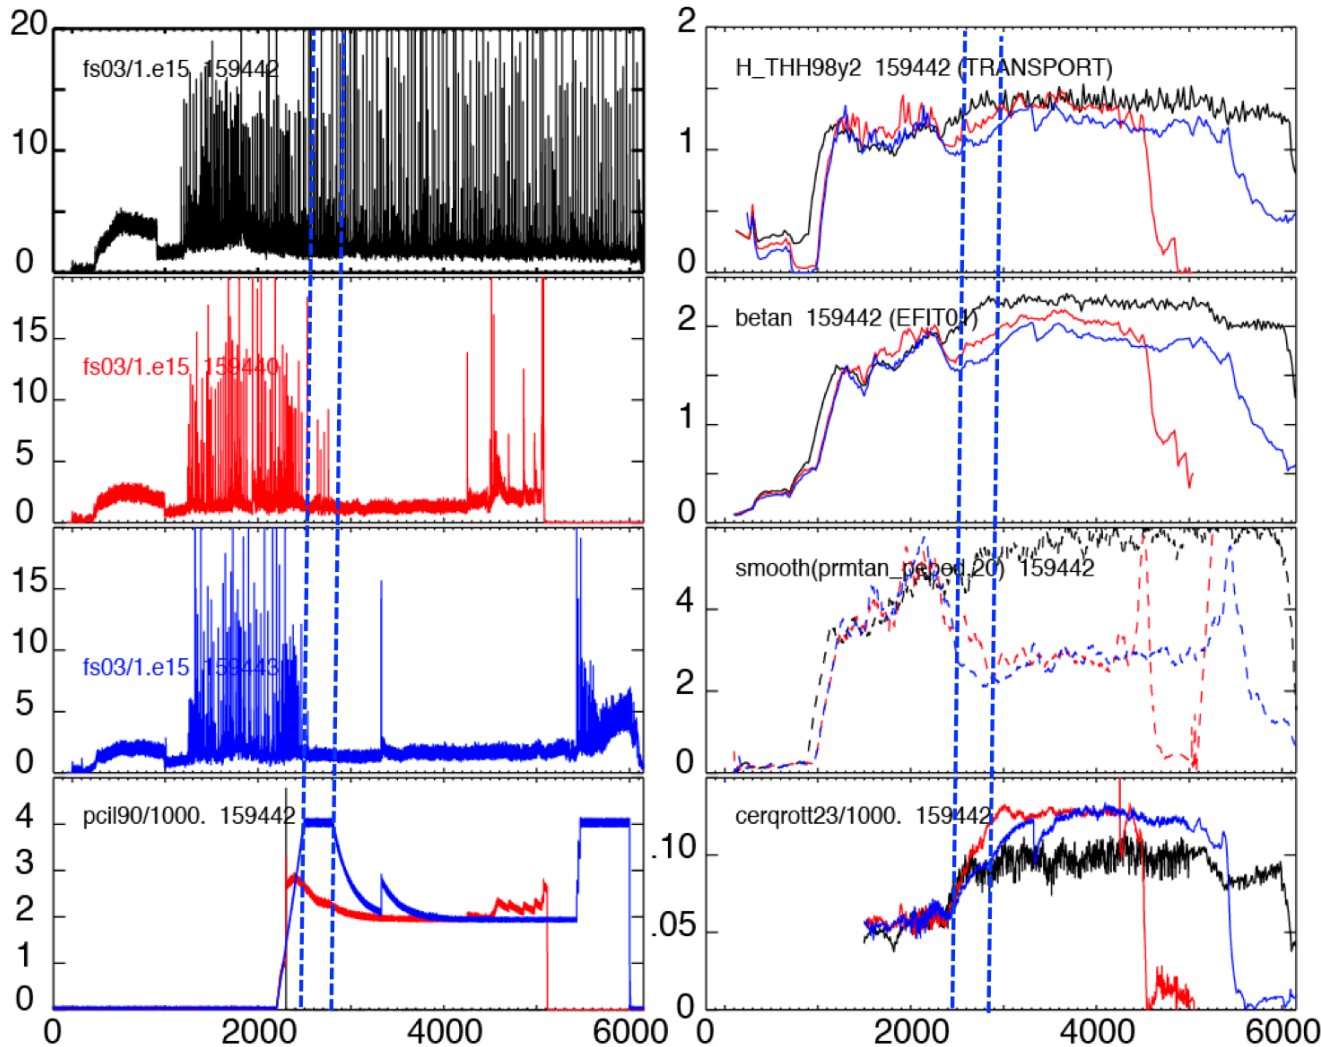 20
fs03/1.e15 159442
10
0
15
fs03/1.e15 159440
10
5
0
15
10
fs03/1.e15 159443
5
0
4
pcil90/1000. 159442
3
2
1
0
0 2000 4000 6000
2
H_THH98y2 159442 (TRANSPORT)
1
0
betan 159442 (EFIT01)
2
1
0
smooth(prmtan_neped,20) 159442
4
2
0
cerqrott23/1000. 159442
.10
.05
0
0 2000 4000 6000